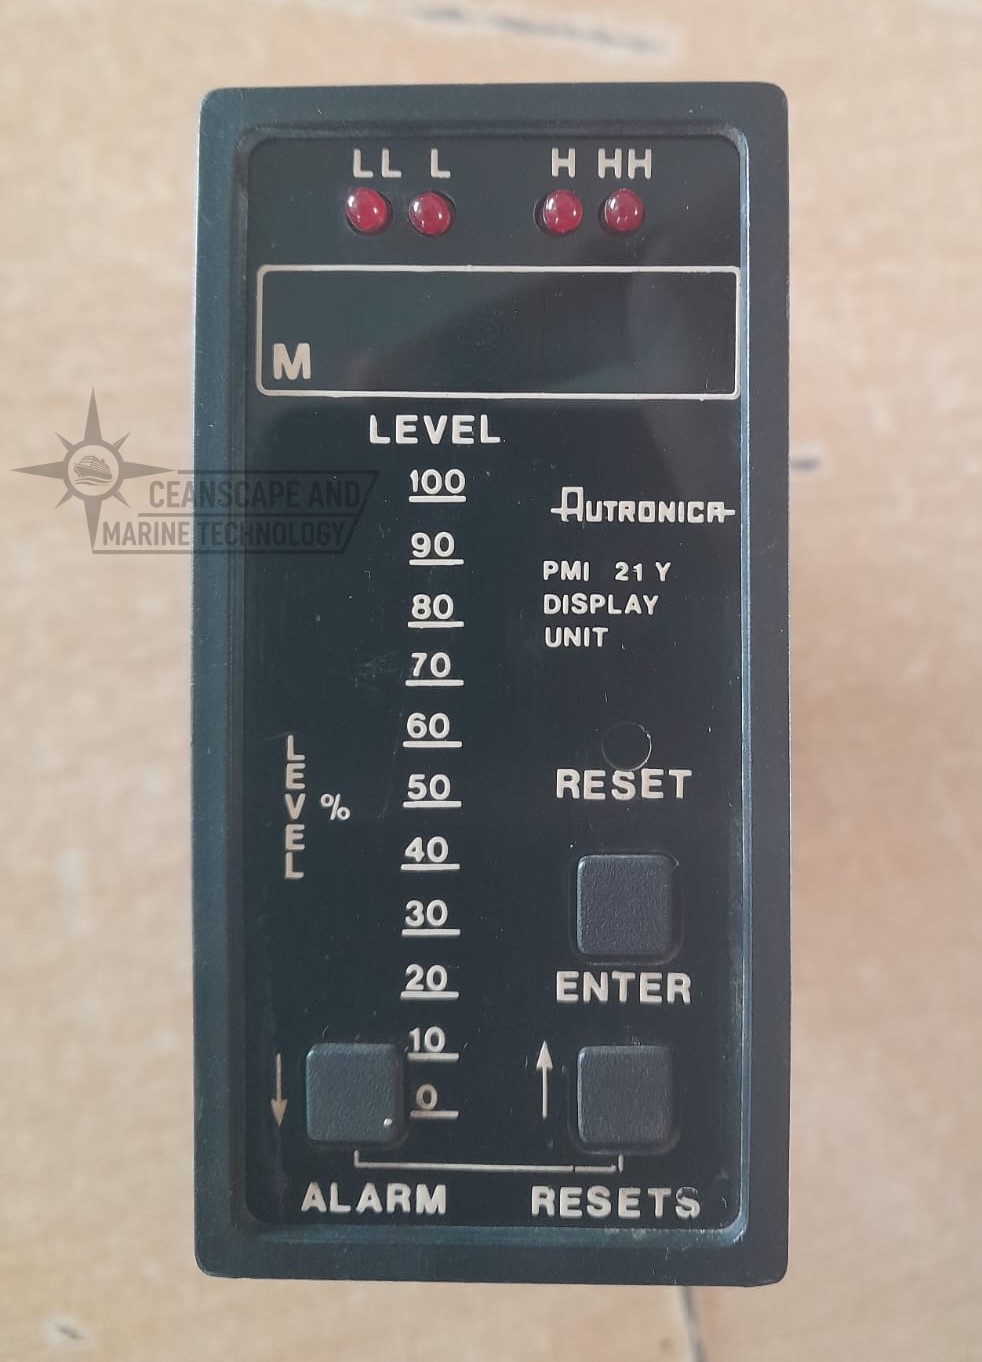 LL L H HH
M
LEVEL
100
90
80
70
60
50
40
30
20
10
0
LEVEL
%
AUTRONICA
PMI 21 Y
DISPLAY
UNIT
RESET
ENTER
ALARM RESETS
CEANSCAPE AND
MARINE TECHNOLOGY